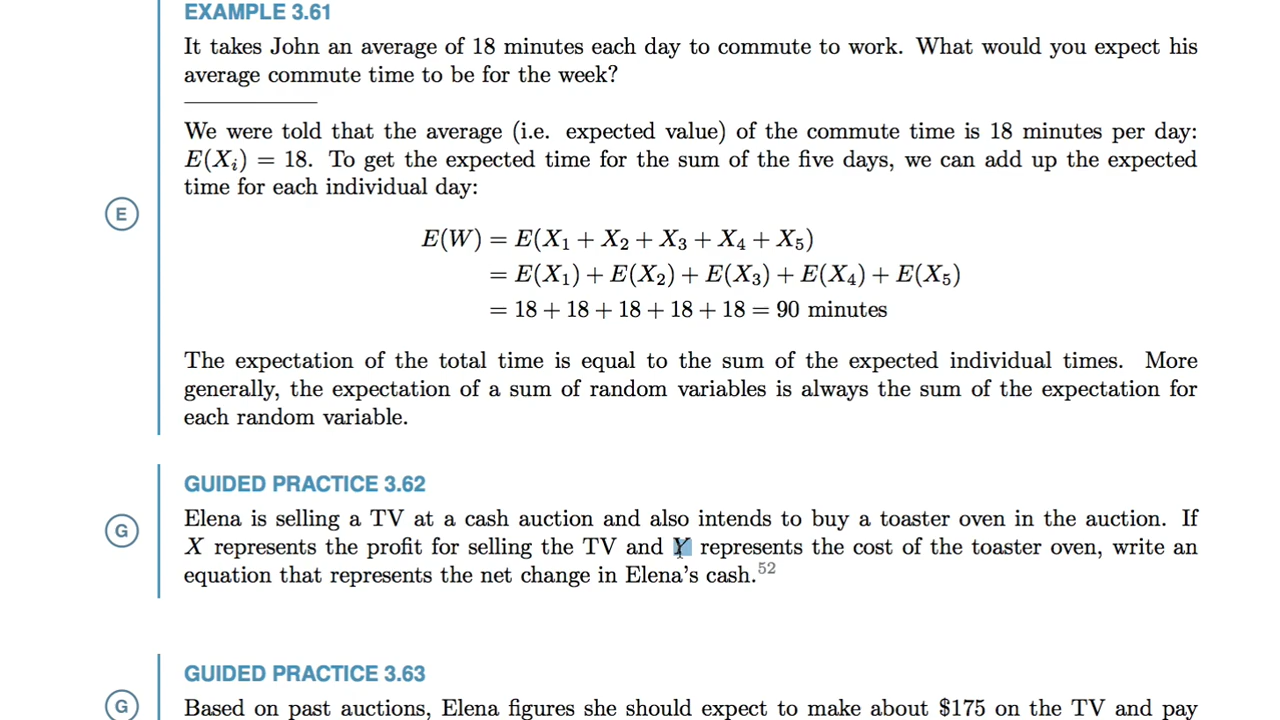 EXAMPLE 3.61
It takes John an average of 18 minutes each day to commute to work. What would you expect his
average commute time to be for the week?
We were told that the average (i.e. expected value) of the commute time is 18 minutes per day:
E(Xᵢ) = 18. To get the expected time for the sum of the five days, we can add up the expected
time for each individual day:
E
E(W) = E(X₁ + X₂ + X₃ + X₄ + X₅)
= E(X₁) + E(X₂) + E(X₃) + E(X₄) + E(X₅)
= 18 + 18 + 18 + 18 + 18 = 90 minutes
The expectation of the total time is equal to the sum of the expected individual times. More
generally, the expectation of a sum of random variables is always the sum of the expectation for
each random variable.
GUIDED PRACTICE 3.62
G
Elena is selling a TV at a cash auction and also intends to buy a toaster oven in the auction. If
X represents the profit for selling the TV and Y represents the cost of the toaster oven, write an
equation that represents the net change in Elena's cash.⁵²
GUIDED PRACTICE 3.63
G
Based on past auctions, Elena figures she should expect to make about $175 on the TV and pay